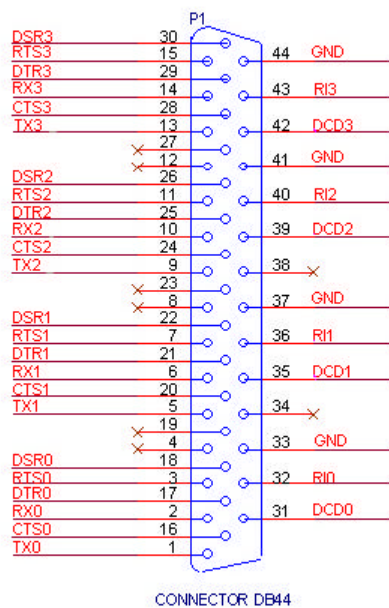 P1
DSR3 30
RTS3 15 44 GND
DTR3 29
RX3 14 43 RI3
CTS3 28
TX3 13 42 DCD3
27
12 41 GND
DSR2 26
RTS2 11 40 RI2
DTR2 25
RX2 10 39 DCD2
CTS2 24
TX2 9 38
23
8 37 GND
DSR1 22
RTS1 7 36 RI1
DTR1 21
RX1 6 35 DCD1
CTS1 20
TX1 5 34
19
4 33 GND
DSR0 18
RTS0 3 32 RI0
DTR0 17
RX0 2 31 DCD0
CTS0 16
TX0 1
CONNECTOR DB44